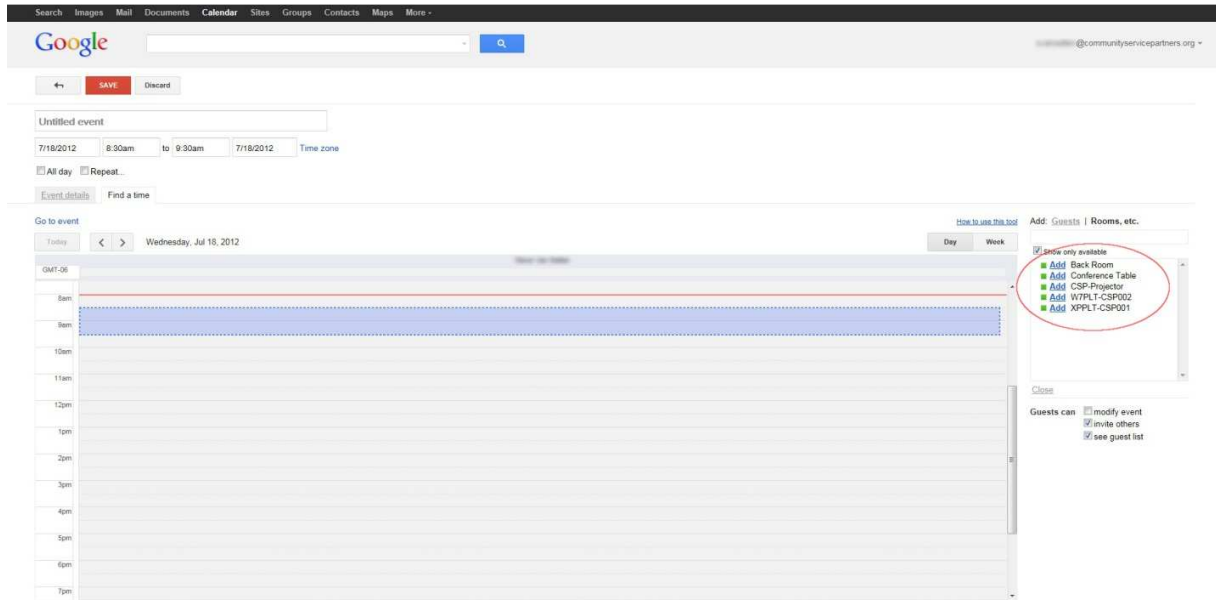 Search Images Mail Documents Calendar Sites Groups Contacts Maps More
Google
@communityservicepartners.org
SAVE Discard
Untitled event
7/18/2012 8:30am to 9:30am 7/18/2012 Time zone
All day Repeat...
Event details Find a time
Go to event How to use this tool Add: Guests | Rooms, etc.
Today < > Wednesday, Jul 18, 2012 Day Week
Show only available
GMT-06
Add Back Room
Add Conference Table
Add CSP-Projector
Add W7PLT-CSP002
Add XPPLT-CSP001
8am
9am
10am
11am
12pm
1pm
2pm
3pm
4pm
5pm
6pm
7pm
Close
Guests can modify event
invite others
see guest list